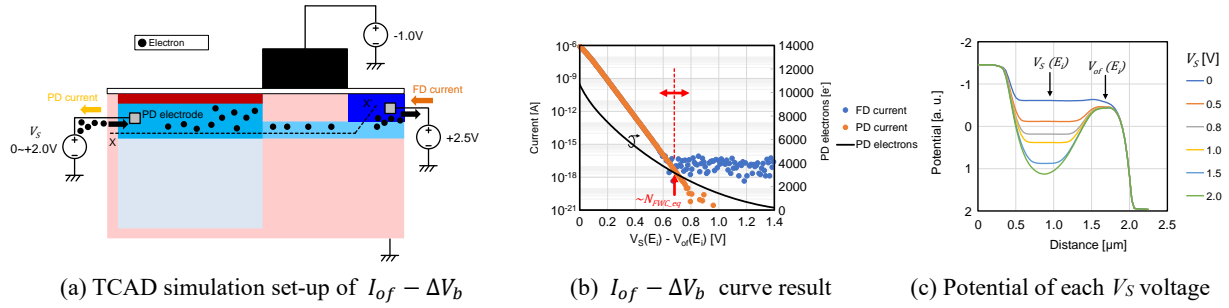 Electron
-1.0V
PD current
FD current
X'
PD electrode
V_S
X
0~+2.0V
+2.5V
(a) TCAD simulation set-up of I_of − ΔV_b
Current [A]
10^-6
10^-9
10^-12
10^-15
10^-18
10^-21
14000
12000
10000
8000
6000
4000
2000
0
PD electrons [e-]
~N_FWC_eq
0 0.2 0.4 0.6 0.8 1.0 1.2 1.4
V_S(E_i) - V_of(E_i) [V]
FD current
PD current
PD electrons
(b) I_of − ΔV_b curve result
Potential [a. u.]
-2
-1
0
1
2
V_S (E_i)
V_of (E_i)
0.0 0.5 1.0 1.5 2.0 2.5
Distance [μm]
V_S [V]
0
0.5
0.8
1.0
1.5
2.0
(c) Potential of each V_S voltage